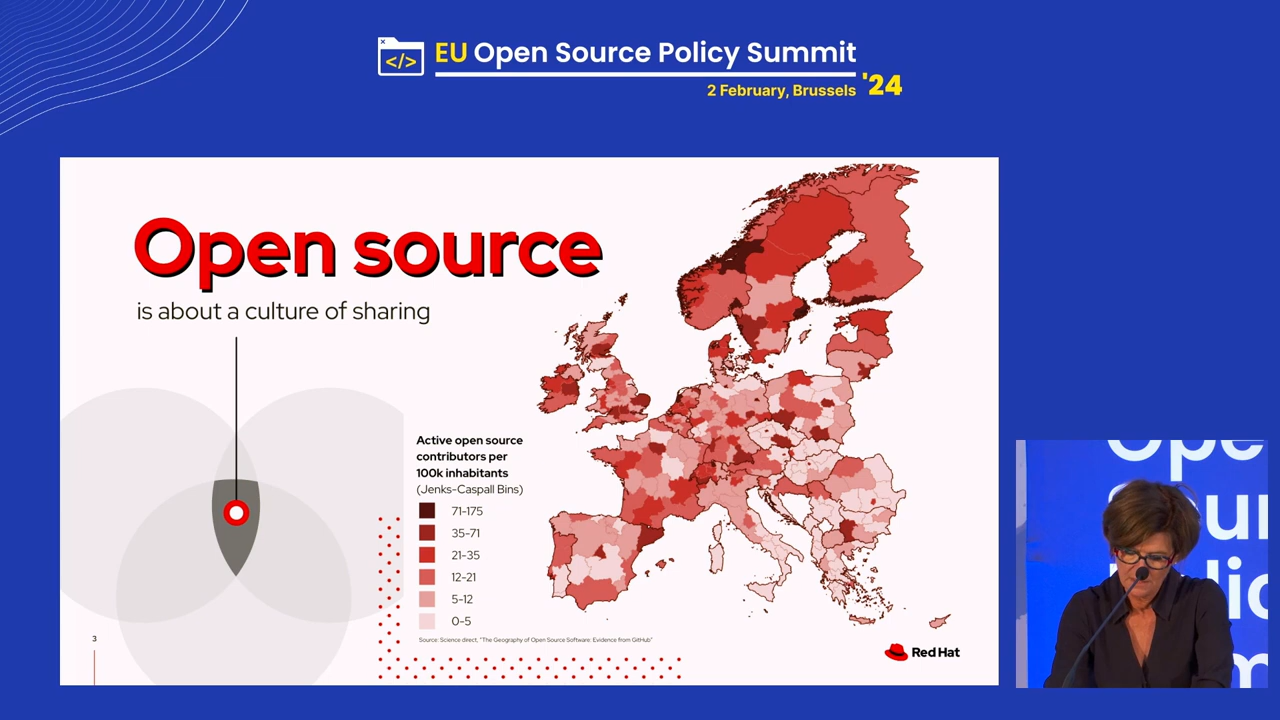 EU Open Source Policy Summit
2 February, Brussels '24
Open source
is about a culture of sharing
Active open source
contributors per
100k inhabitants
(Jenks-Caspall Bins)
71-175
35-71
21-35
12-21
5-12
0-5
Source: Science direct, "The Geography of Open Source Software: Evidence from GitHub"
3
Red Hat